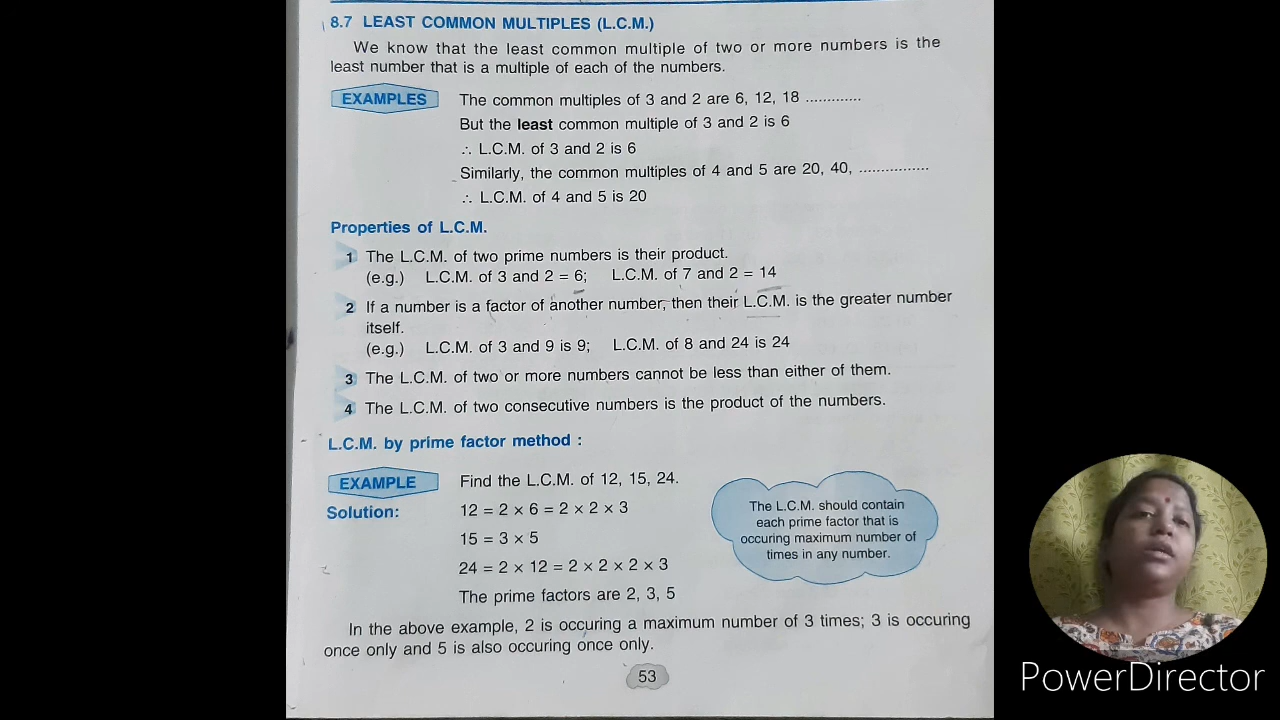 8.7 LEAST COMMON MULTIPLES (L.C.M.)
We know that the least common multiple of two or more numbers is the
least number that is a multiple of each of the numbers.
EXAMPLES The common multiples of 3 and 2 are 6, 12, 18 .............
But the least common multiple of 3 and 2 is 6
∴ L.C.M. of 3 and 2 is 6
Similarly, the common multiples of 4 and 5 are 20, 40, ................
∴ L.C.M. of 4 and 5 is 20
Properties of L.C.M.
1 The L.C.M. of two prime numbers is their product.
(e.g.) L.C.M. of 3 and 2 = 6; L.C.M. of 7 and 2 = 14
2 If a number is a factor of another number, then their L.C.M. is the greater number
itself.
(e.g.) L.C.M. of 3 and 9 is 9; L.C.M. of 8 and 24 is 24
3 The L.C.M. of two or more numbers cannot be less than either of them.
4 The L.C.M. of two consecutive numbers is the product of the numbers.
L.C.M. by prime factor method :
EXAMPLE Find the L.C.M. of 12, 15, 24.
Solution: 12 = 2 × 6 = 2 × 2 × 3
15 = 3 × 5
24 = 2 × 12 = 2 × 2 × 2 × 3
The prime factors are 2, 3, 5
The L.C.M. should contain
each prime factor that is
occuring maximum number of
times in any number.
In the above example, 2 is occuring a maximum number of 3 times; 3 is occuring
once only and 5 is also occuring once only.
53
PowerDirector